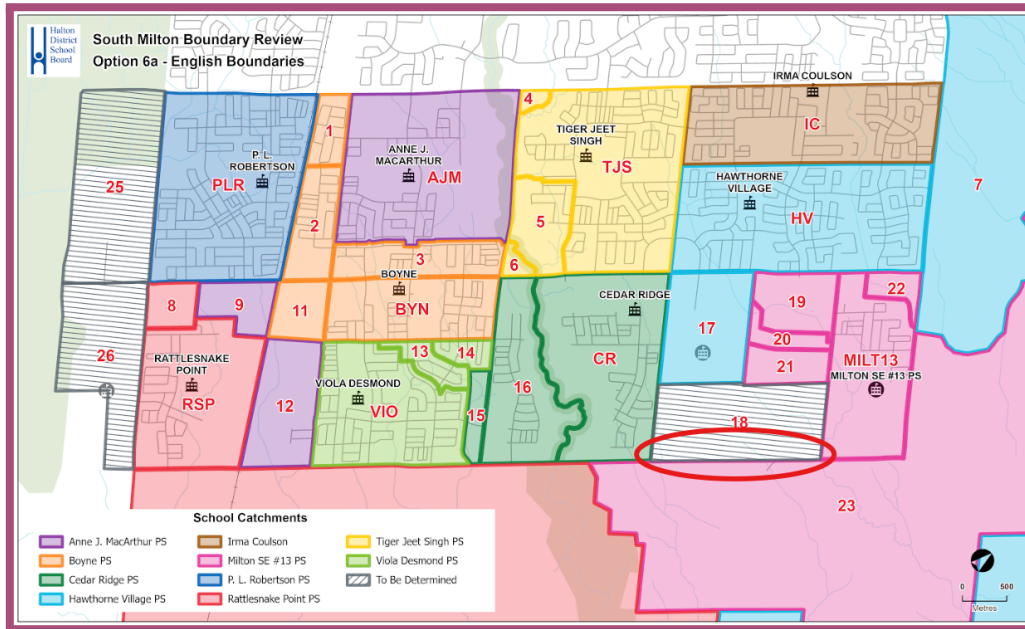 Halton
District
School
Board
South Milton Boundary Review
Option 6a - English Boundaries
IRMA COULSON
IC
4
1
TIGER JEET
SINGH
TJS
ANNE J.
MACARTHUR
AJM
P. L.
ROBERTSON
PLR
25
HAWTHORNE
VILLAGE
HV
7
2
5
3
6
BOYNE
BYN
8
9
11
CEDAR RIDGE
CR
17
19
22
20
21
MILT13
MILTON SE #13 PS
26
RATTLESNAKE
POINT
RSP
12
13
14
VIOLA DESMOND
VIO
15
16
18
23
School Catchments
Anne J. MacArthur PS
Boyne PS
Cedar Ridge PS
Hawthorne Village PS
Irma Coulson
Milton SE #13 PS
P. L. Robertson PS
Rattlesnake Point PS
Tiger Jeet Singh PS
Viola Desmond PS
To Be Determined
0 500
Metres